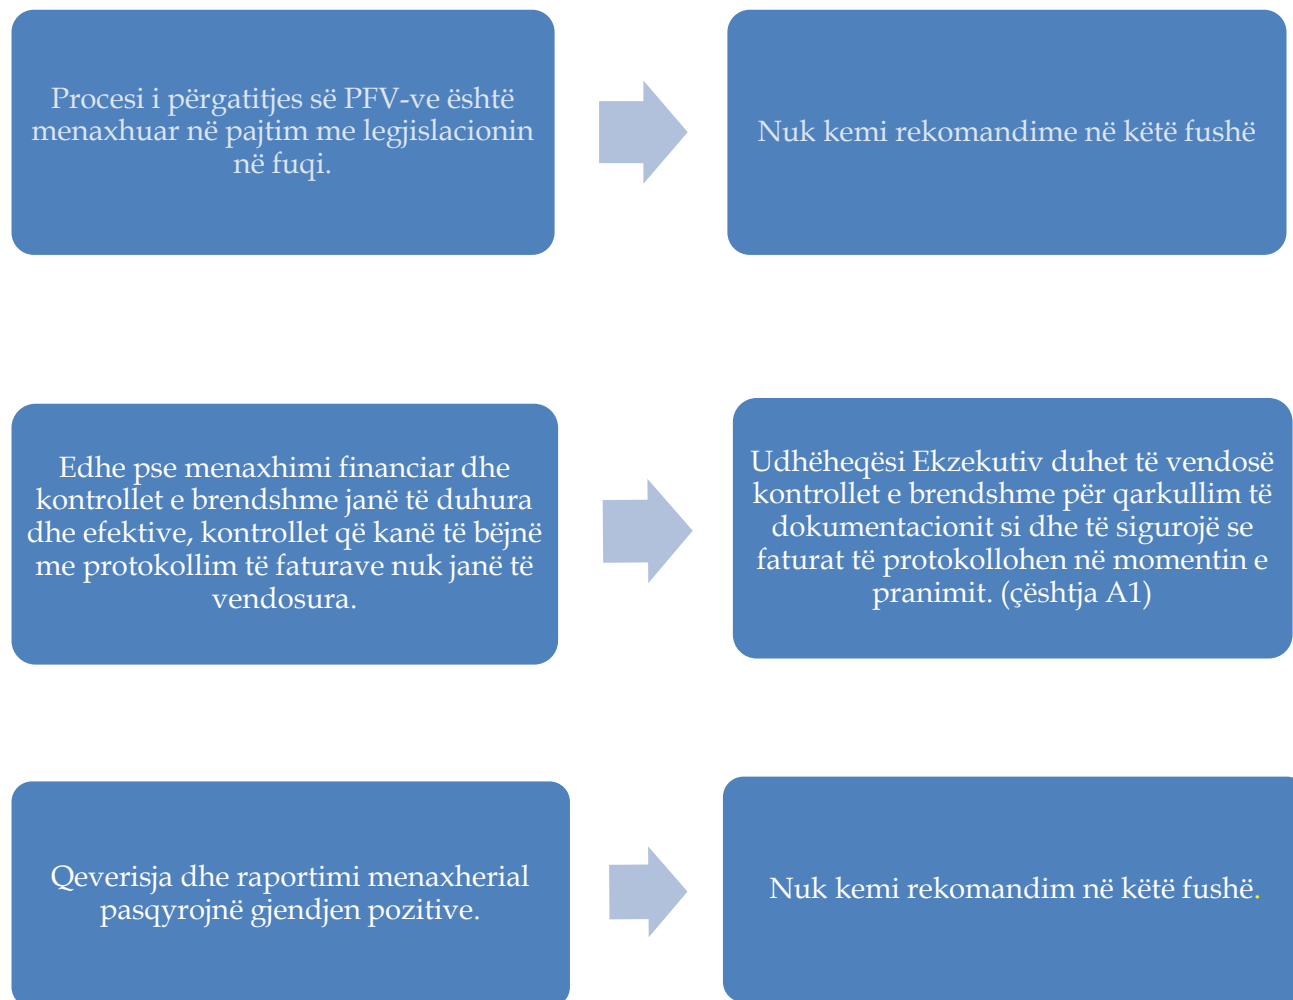 Procesi i përgatitjes së PFV-ve është
menaxhuar në pajtim me legjislacionin
në fuqi.
Nuk kemi rekomandime në këtë fushë
Edhe pse menaxhimi financiar dhe
kontrollet e brendshme janë të duhura
dhe efektive, kontrollet që kanë të bëjnë
me protokollim të faturave nuk janë të
vendosura.
Udhëheqësi Ekzekutiv duhet të vendosë
kontrollet e brendshme për qarkullim të
dokumentacionit si dhe të sigurojë se
faturat të protokollohen në momentin e
pranimit. (çështja A1)
Qeverisja dhe raportimi menaxherial
pasqyrojnë gjendjen pozitive.
Nuk kemi rekomandim në këtë fushë.